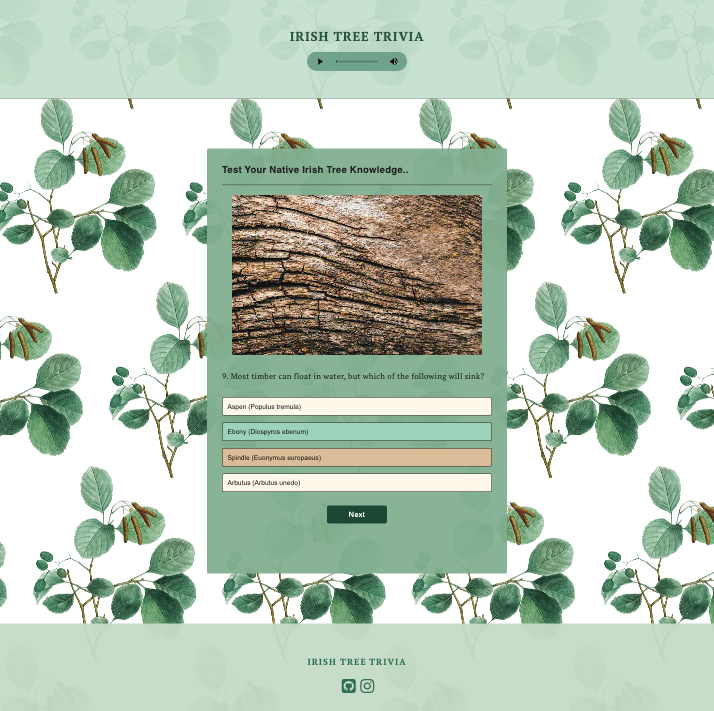 IRISH TREE TRIVIA
Test Your Native Irish Tree Knowledge..
9. Most timber can float in water, but which of the following will sink?
Aspen (Populus tremula)
Ebony (Diospyros ebenum)
Spindle (Euonymus europaeus)
Arbutus (Arbutus unedo)
Next
IRISH TREE TRIVIA